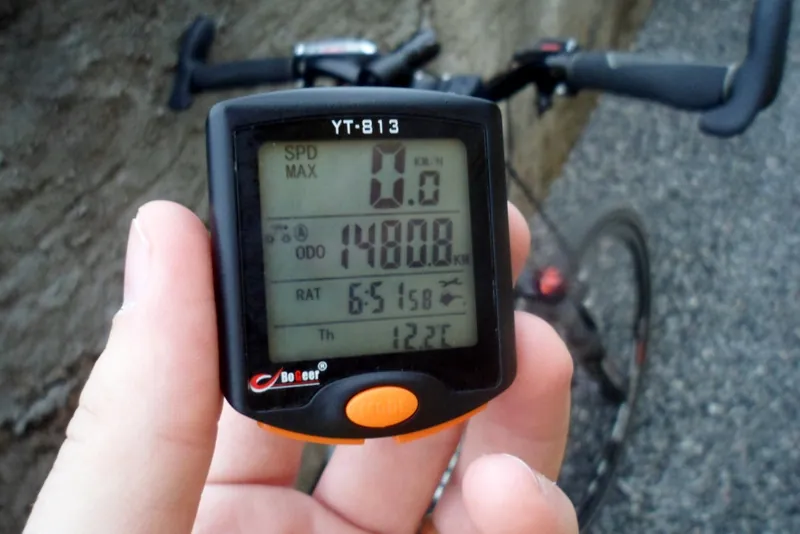 YT-813
SPD
MAX
0.0 KM/H
ODO 1480.8 KM
RAT 6:51 58
Th 12.2℃
BoGeer®